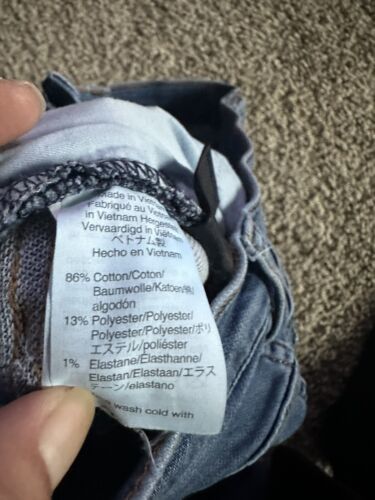 Made in Vietnam
Fabriqué au Vietnam
in Vietnam
Vervaardigd in Vietnam
ベトナム製
Hecho en Vietnam
86% Cotton/Coton/
Baumwolle/Katoen/綿/
algodón
13% Polyester/Polyester/
Polyester/Polyester/ポリ
エステル/poliéster
1% Elastane/Élasthanne/
Elastan/Elastaan/エラス
テーン/elastano
wash cold with